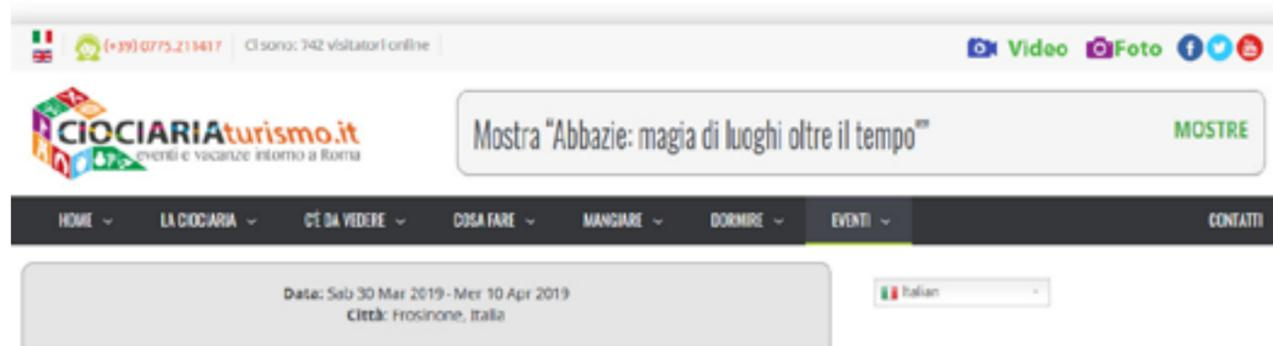 (+39) 0775.211417 Ci sono: 742 visitatori online Video Foto
CIOCIARIAturismo.it
eventi e vacanze intorno a Roma
Mostra “Abbazie: magia di luoghi oltre il tempo”" MOSTRE
HOME LA CIOCIARIA C'È DA VEDERE COSA FARE MANGIARE DORMIRE EVENTI CONTATTI
Data: Sab 30 Mar 2019 - Mer 10 Apr 2019
Città: Frosinone, Italia
Italian